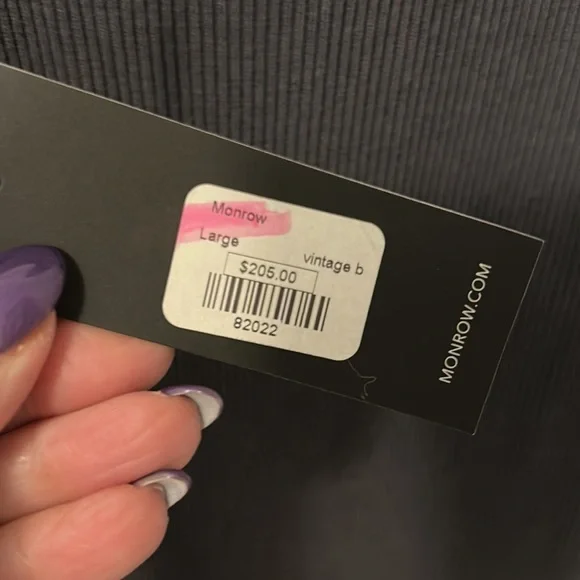 Monrow
Large
vintage b
$205.00
82022
MONROW.COM